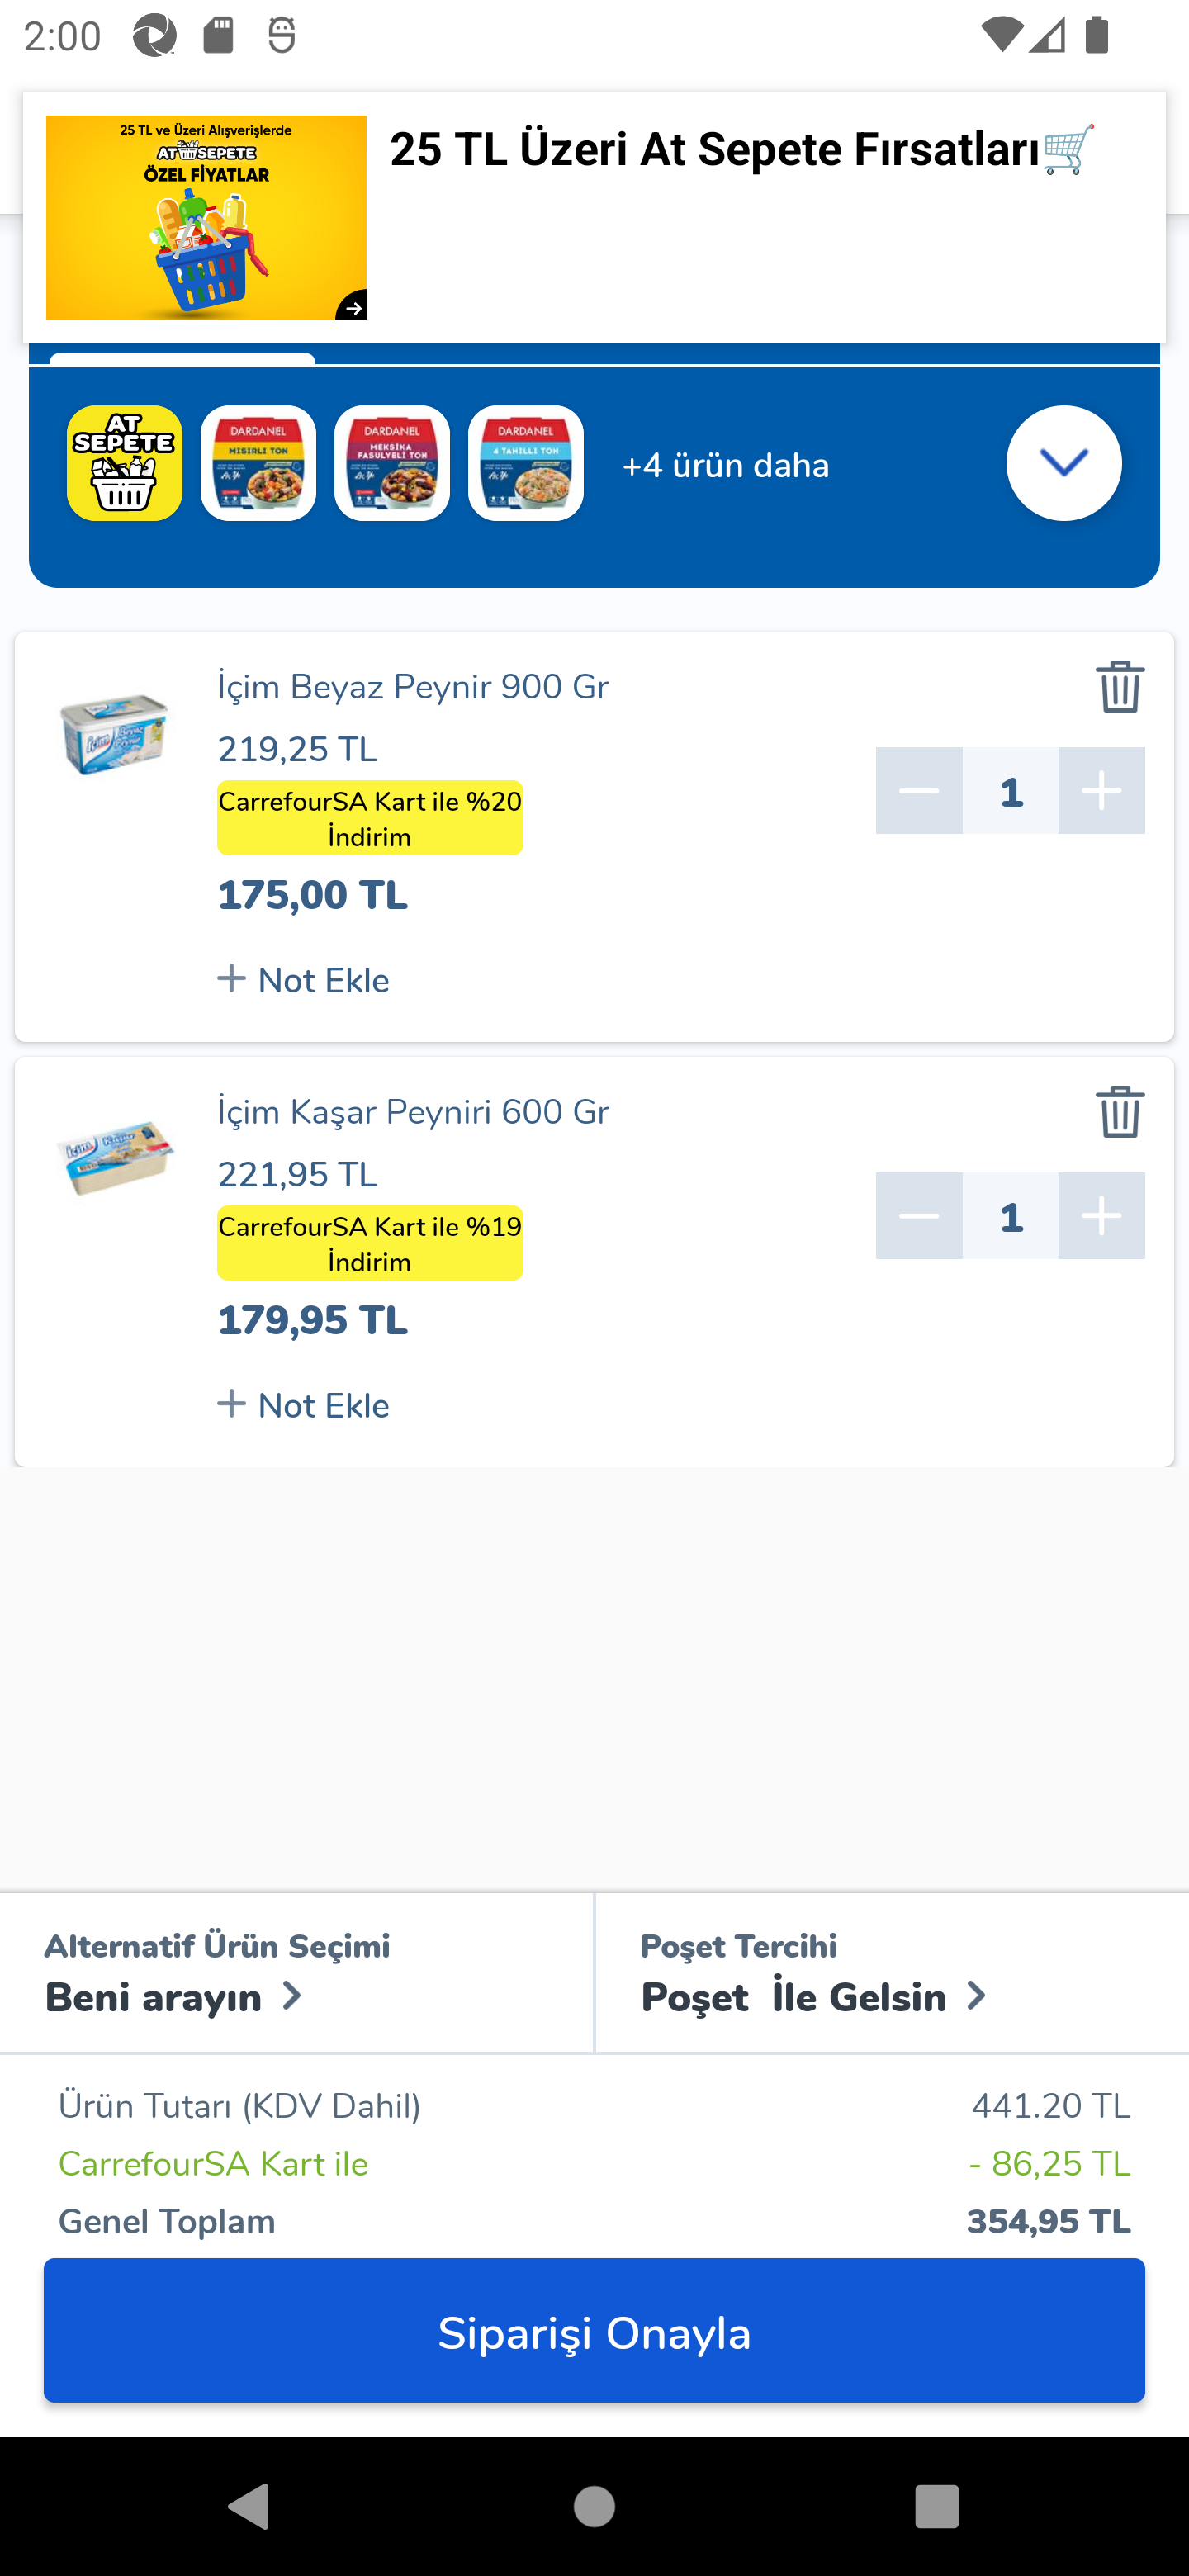 2:00
25 TL ve Üzeri Alışverişlerde
AT SEPETE
ÖZEL FİYATLAR
25 TL Üzeri At Sepete Fırsatları🛒
AT
SEPETE
DARDANEL
MISIRLI TON
DARDANEL
MEKSİKA
FASULYELİ TON
DARDANEL
4 TAHILLI TON
+4 ürün daha
İçim Beyaz Peynir 900 Gr
219,25 TL
CarrefourSA Kart ile %20
İndirim
175,00 TL
+ Not Ekle
1
İçim
Beyaz
İçim Kaşar Peyniri 600 Gr
221,95 TL
CarrefourSA Kart ile %19
İndirim
179,95 TL
+ Not Ekle
1
İçim
Kaşar
Alternatif Ürün Seçimi
Beni arayın
Poşet Tercihi
Poşet İle Gelsin
Ürün Tutarı (KDV Dahil) 441.20 TL
CarrefourSA Kart ile - 86,25 TL
Genel Toplam 354,95 TL
Siparişi Onayla